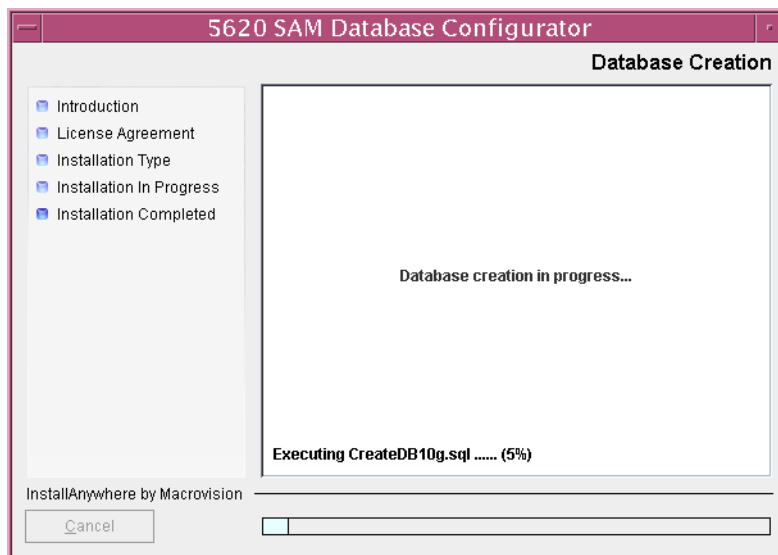 5620 SAM Database Configurator
Database Creation
Introduction
License Agreement
Installation Type
Installation In Progress
Installation Completed
Database creation in progress...
Executing CreateDB10g.sql ...... (5%)
InstallAnywhere by Macrovision
Cancel